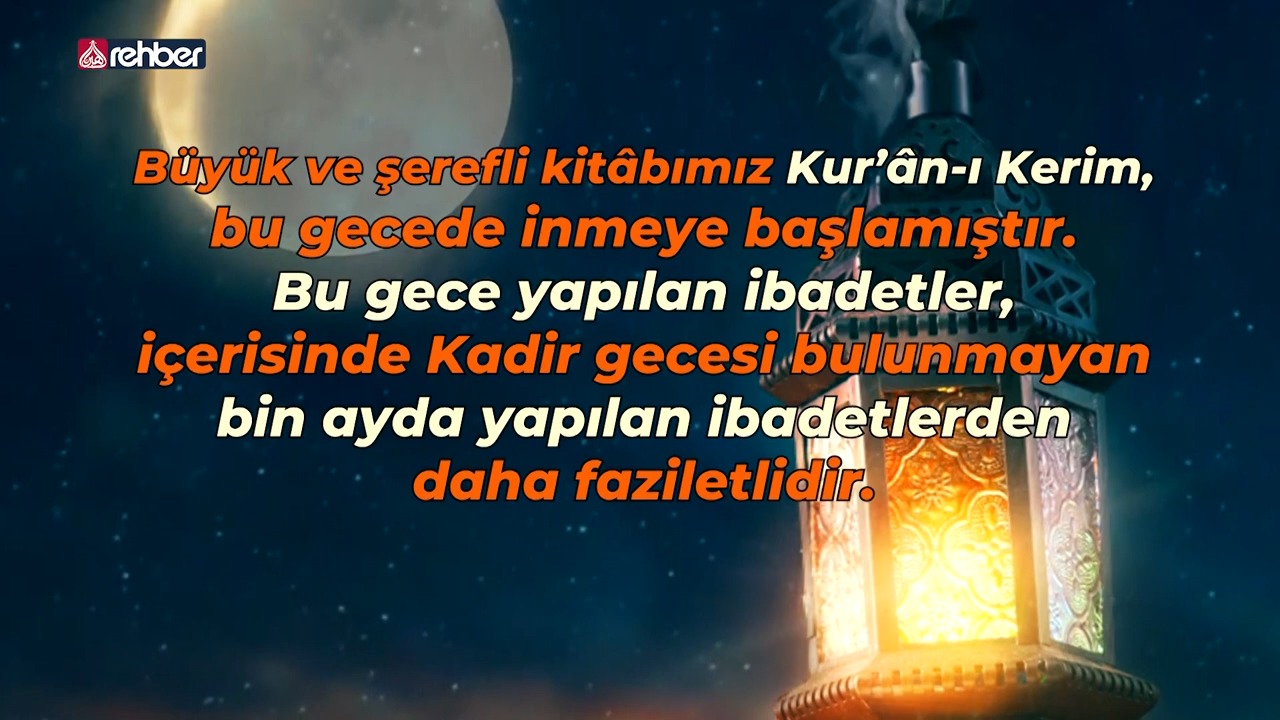 rehber
Büyük ve şerefli kitâbımız Kur’ân-ı Kerim,
bu gecede inmeye başlamıştır.
Bu gece yapılan ibadetler,
içerisinde Kadir gecesi bulunmayan
bin ayda yapılan ibadetlerden
daha faziletlidir.